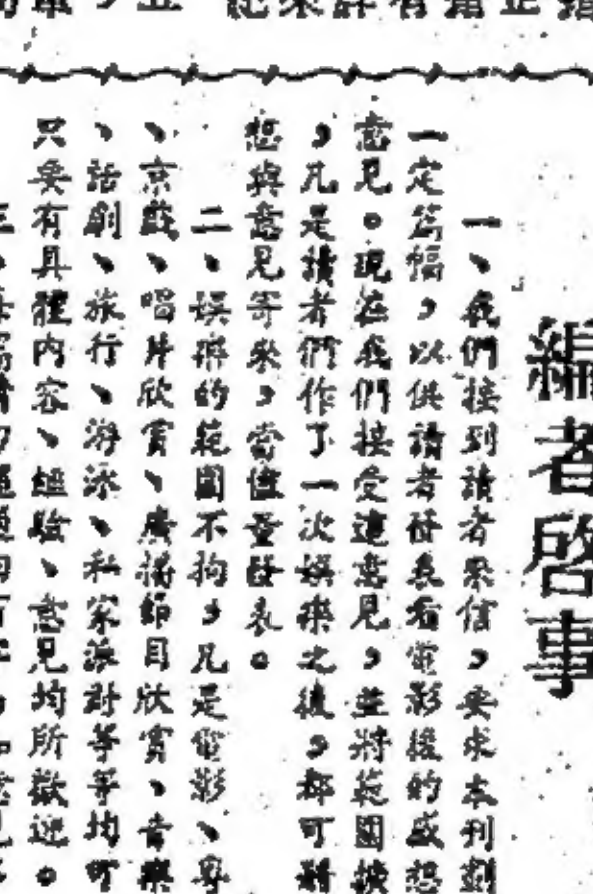 編者啓事
一、我們接到讀者來信，要求本刊劃
一定篇幅，以供讀者發表看電影後的感想
意見。現在我們接受這意見，並將範圍擴
，凡是讀者們作了一次娛樂之後，都可將
想與意見寄來，當儘量發表。
二、娛樂的範圍不拘，凡是電影、粵
、京戲、唱片欣賞、廣播節目欣賞、音樂
、話劇、旅行、游泳、私家派對等等均可
只要有具體內容、經驗、意見均所歡迎。